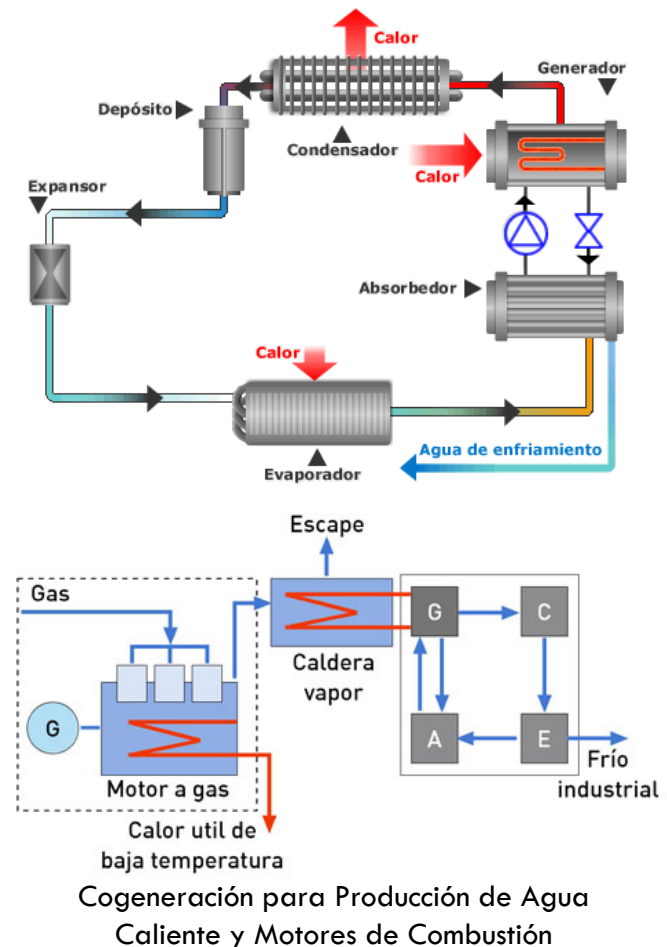 Calor
Generador
Depósito
Condensador
Calor
Expansor
Absorbedor
Calor
Agua de enfriamiento
Evaporador
Escape
Gas
G
C
Caldera
vapor
G
A
E
Motor a gas
Frío
industrial
Calor util de
baja temperatura
Cogeneración para Producción de Agua
Caliente y Motores de Combustión